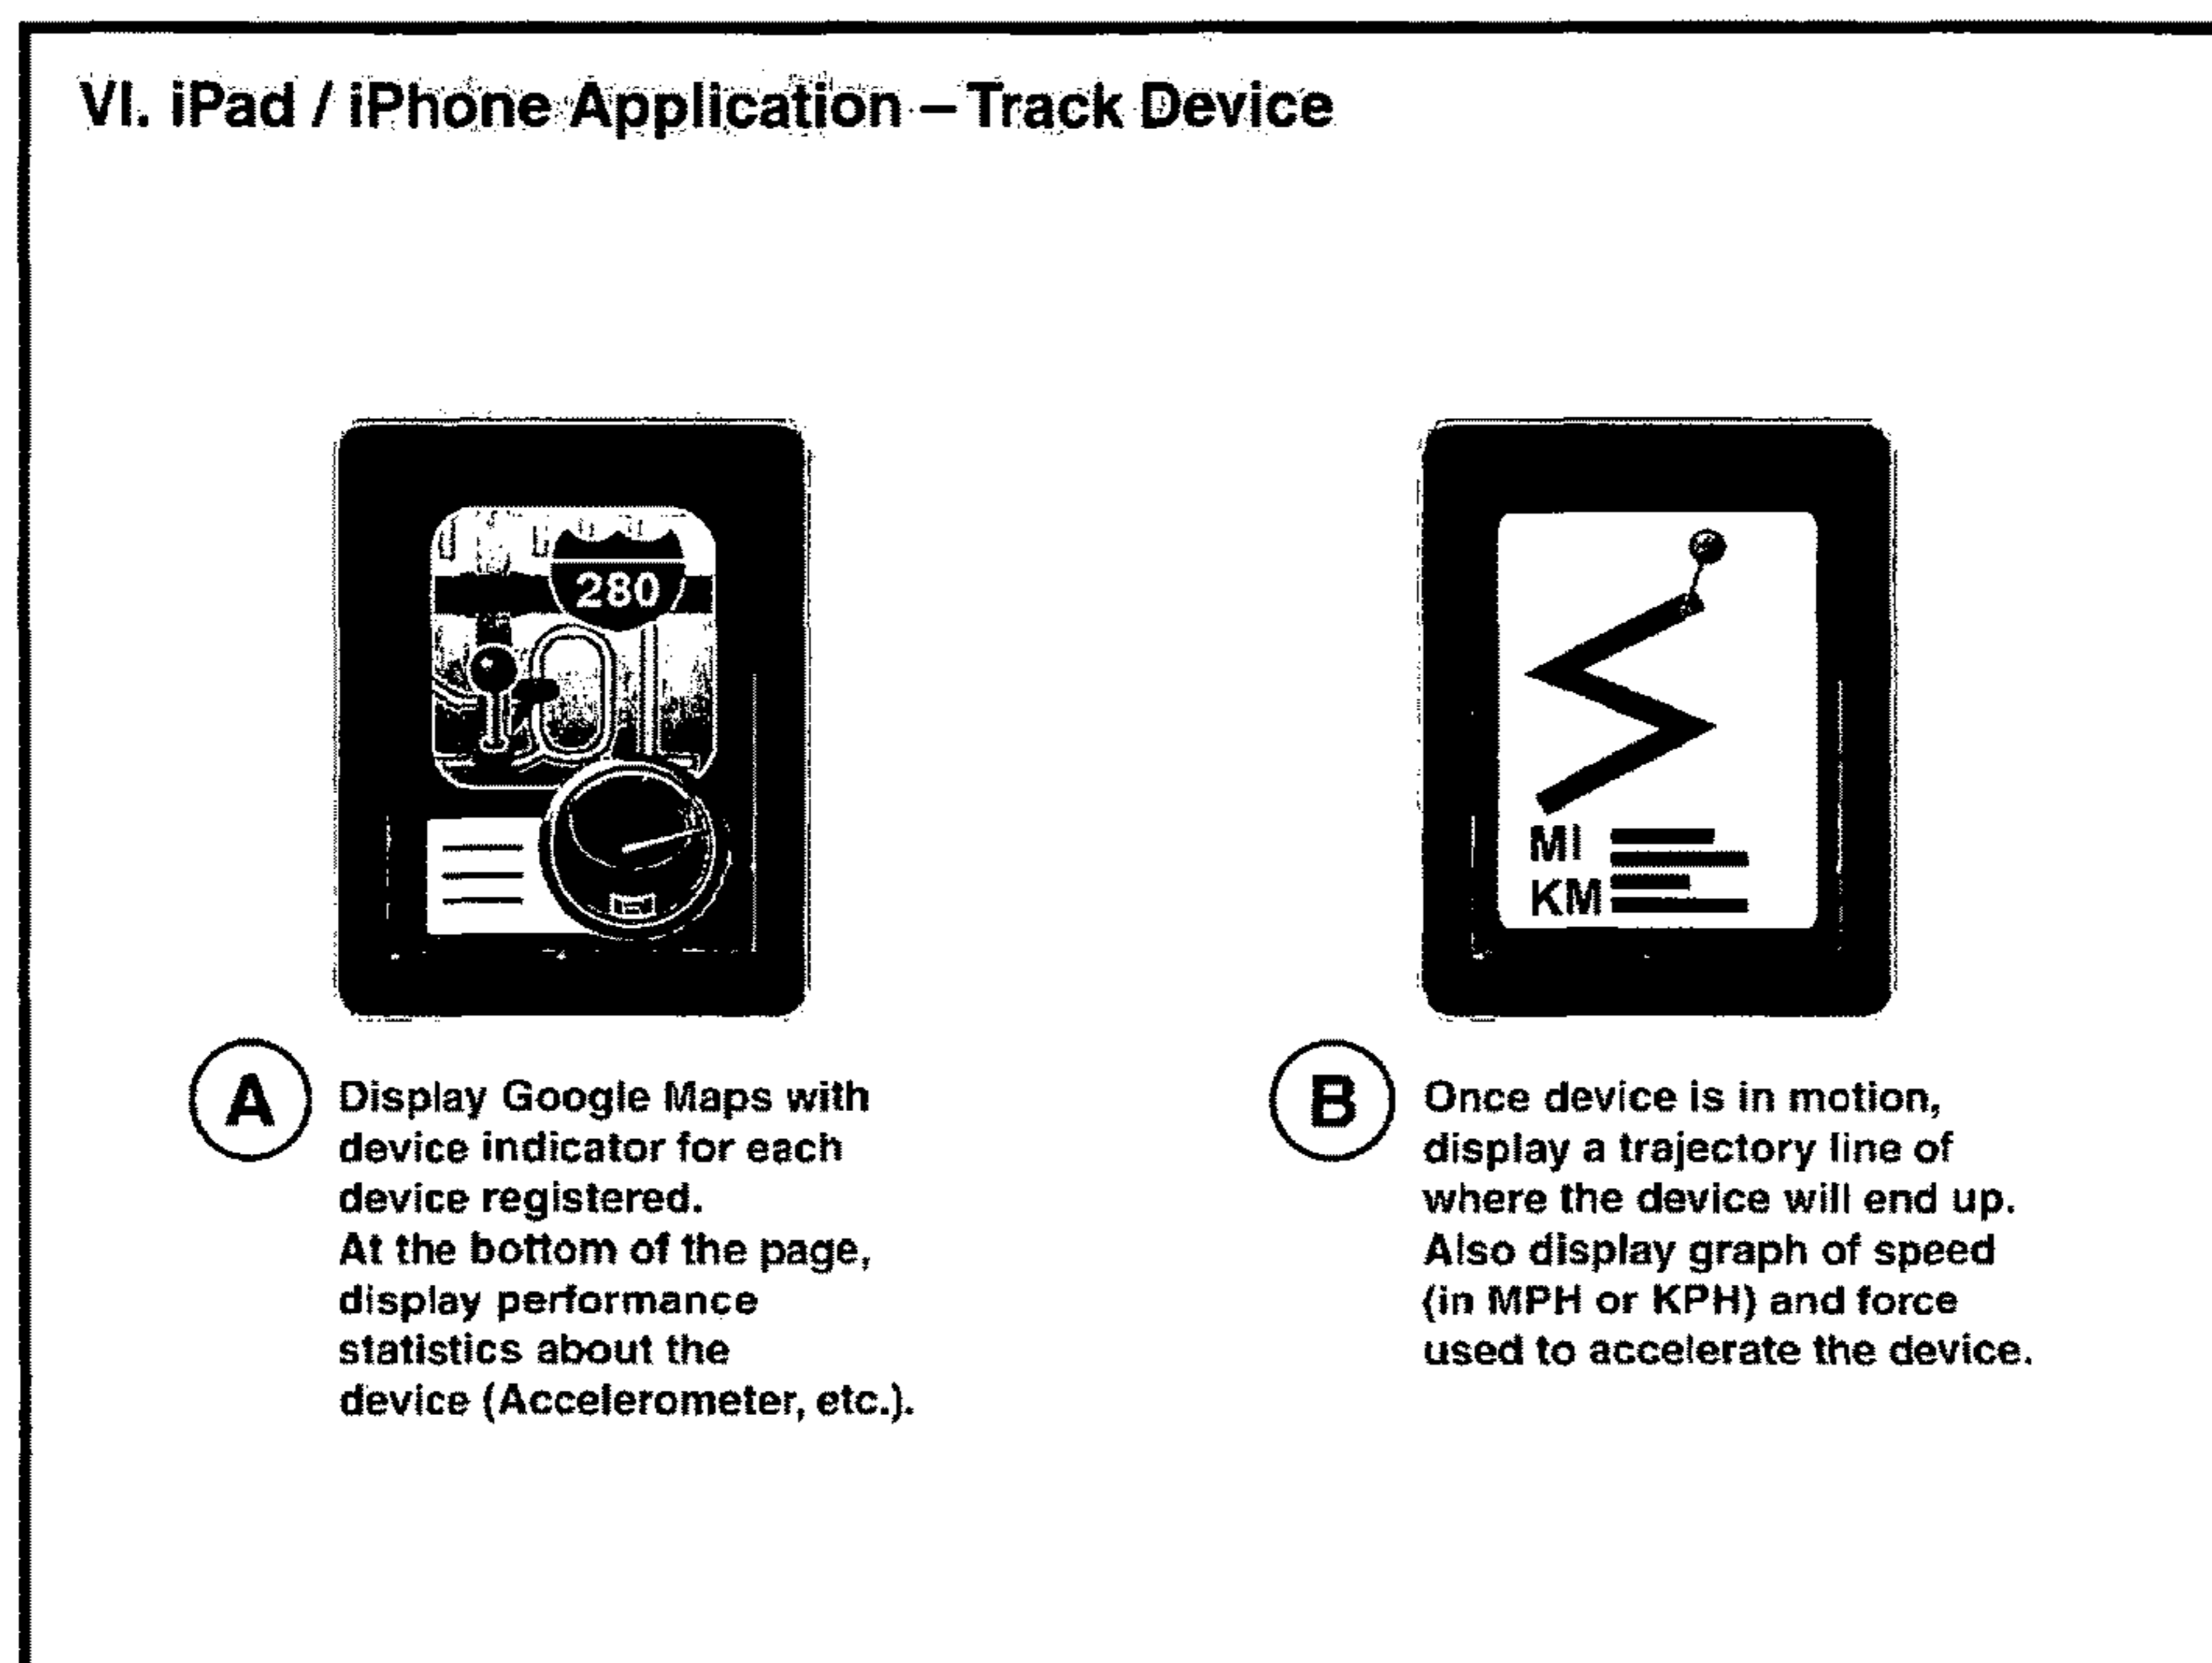 VI. iPad / iPhone Application – Track Device
280
MI
KM
A
Display Google Maps with
device indicator for each
device registered.
At the bottom of the page,
display performance
statistics about the
device (Accelerometer, etc.).
B
Once device is in motion,
display a trajectory line of
where the device will end up.
Also display graph of speed
(in MPH or KPH) and force
used to accelerate the device.